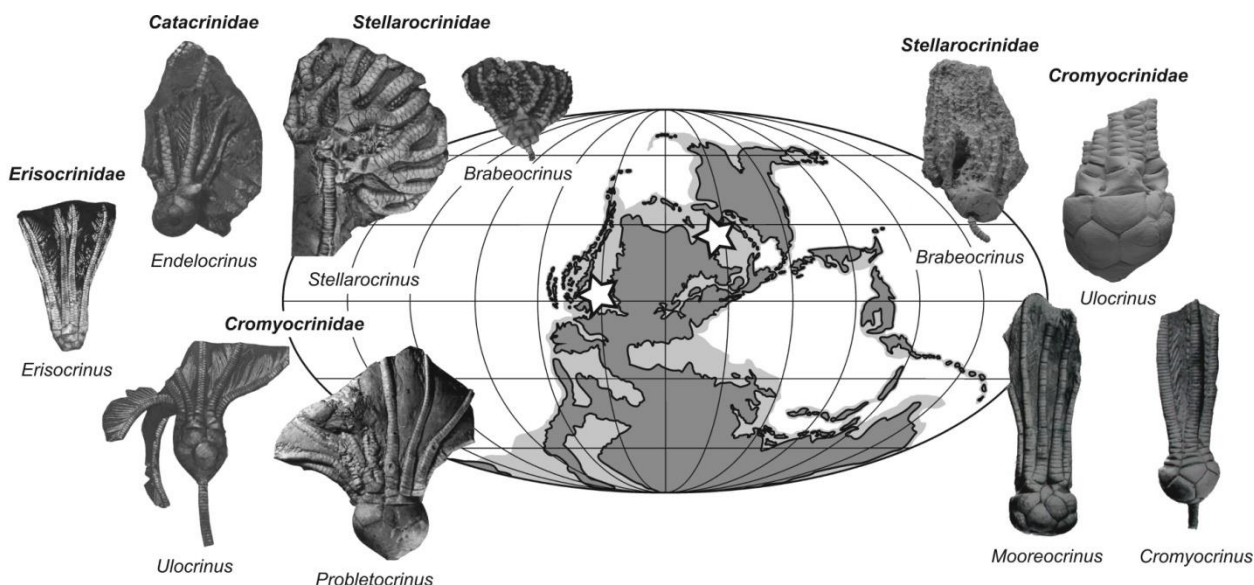 Catacrinidae
Stellarocrinidae
Stellarocrinidae
Cromyocrinidae
Brabeocrinus
Erisocrinidae
Endelocrinus
Stellarocrinus
Brabeocrinus
Ulocrinus
Cromyocrinidae
Erisocrinus
Ulocrinus
Probletocrinus
Mooreocrinus
Cromyocrinus